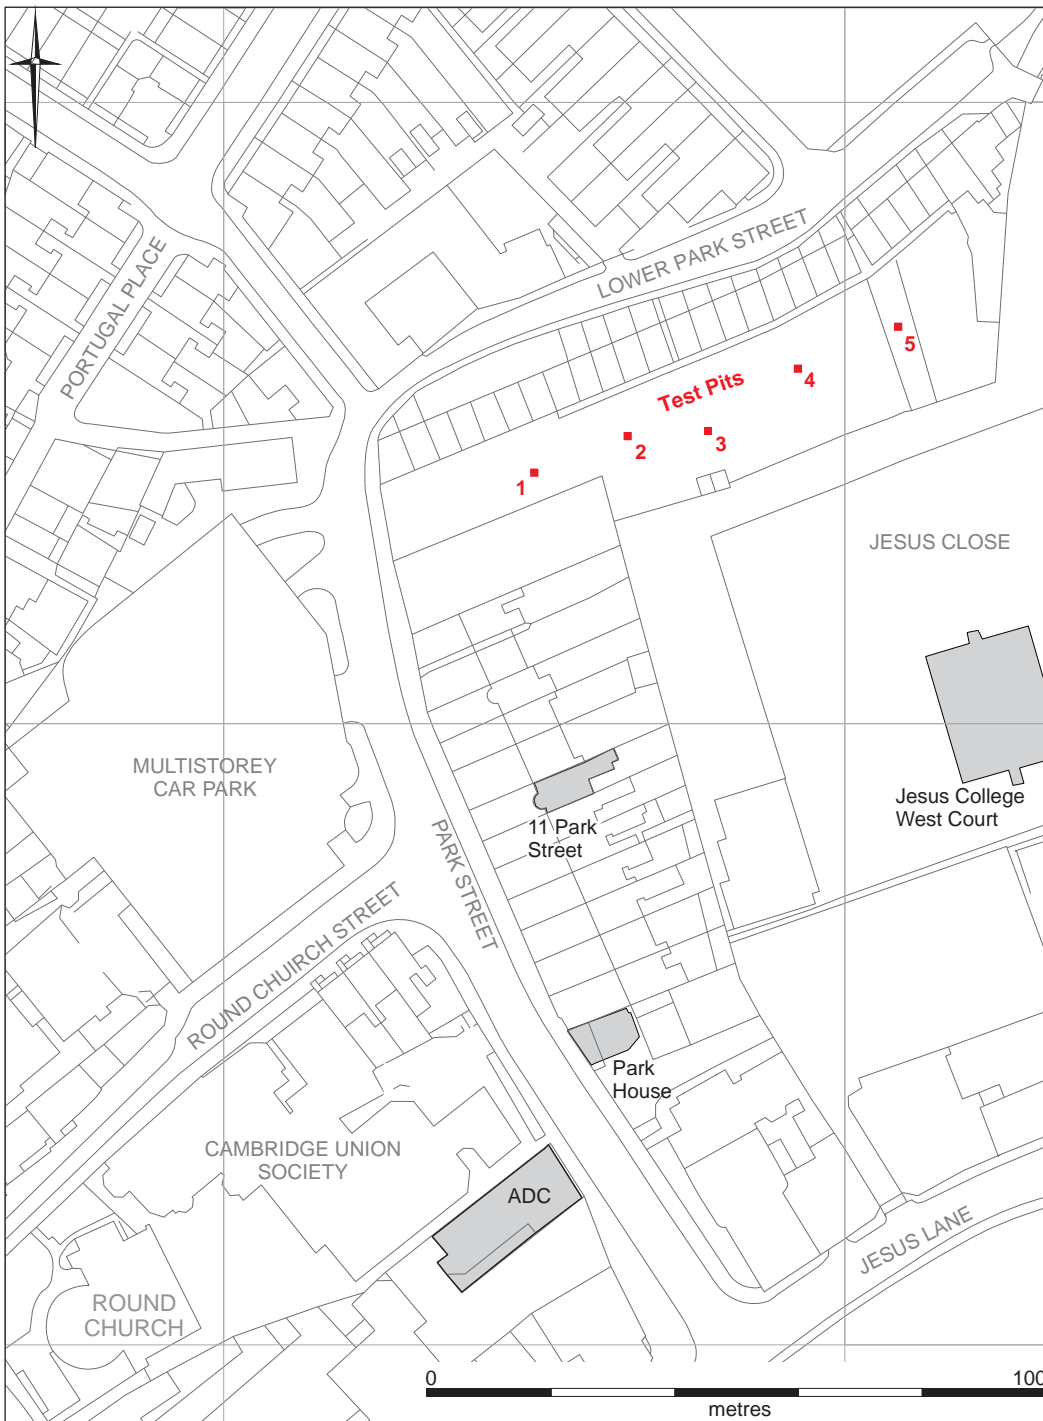 PORTUGAL PLACE
LOWER PARK STREET
Test Pits
1
2
3
4
5
JESUS CLOSE
MULTISTOREY
CAR PARK
11 Park
Street
Jesus College
West Court
PARK STREET
ROUND CHUIRCH STREET
Park
House
CAMBRIDGE UNION
SOCIETY
ADC
JESUS LANE
ROUND
CHURCH
0
100
metres